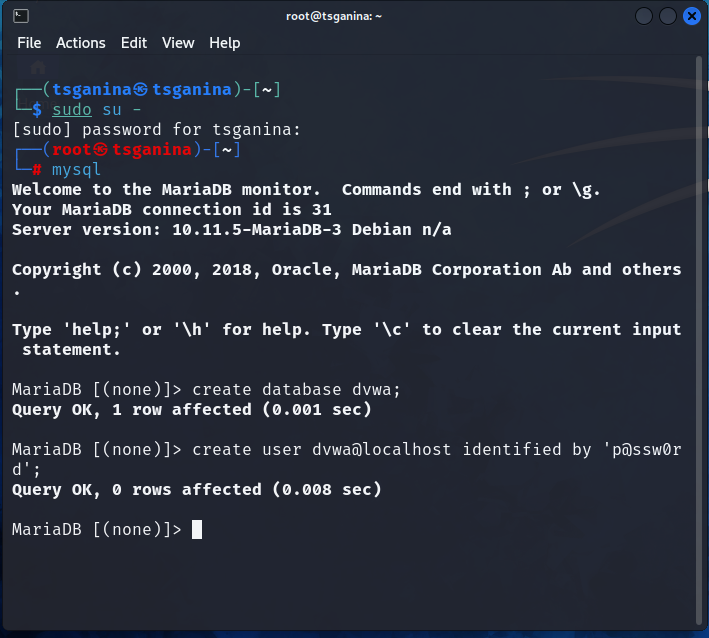 root@tsganina: ~
File Actions Edit View Help
┌──(tsganina㉿tsganina)-[~]
└─$ sudo su -
[sudo] password for tsganina:
┌──(root㉿tsganina)-[~]
└─# mysql
Welcome to the MariaDB monitor.  Commands end with ; or \g.
Your MariaDB connection id is 31
Server version: 10.11.5-MariaDB-3 Debian n/a
Copyright (c) 2000, 2018, Oracle, MariaDB Corporation Ab and others
.
Type 'help;' or '\h' for help. Type '\c' to clear the current input
 statement.
MariaDB [(none)]> create database dvwa;
Query OK, 1 row affected (0.001 sec)
MariaDB [(none)]> create user dvwa@localhost identified by 'p@ssw0r
d';
Query OK, 0 rows affected (0.008 sec)
MariaDB [(none)]>